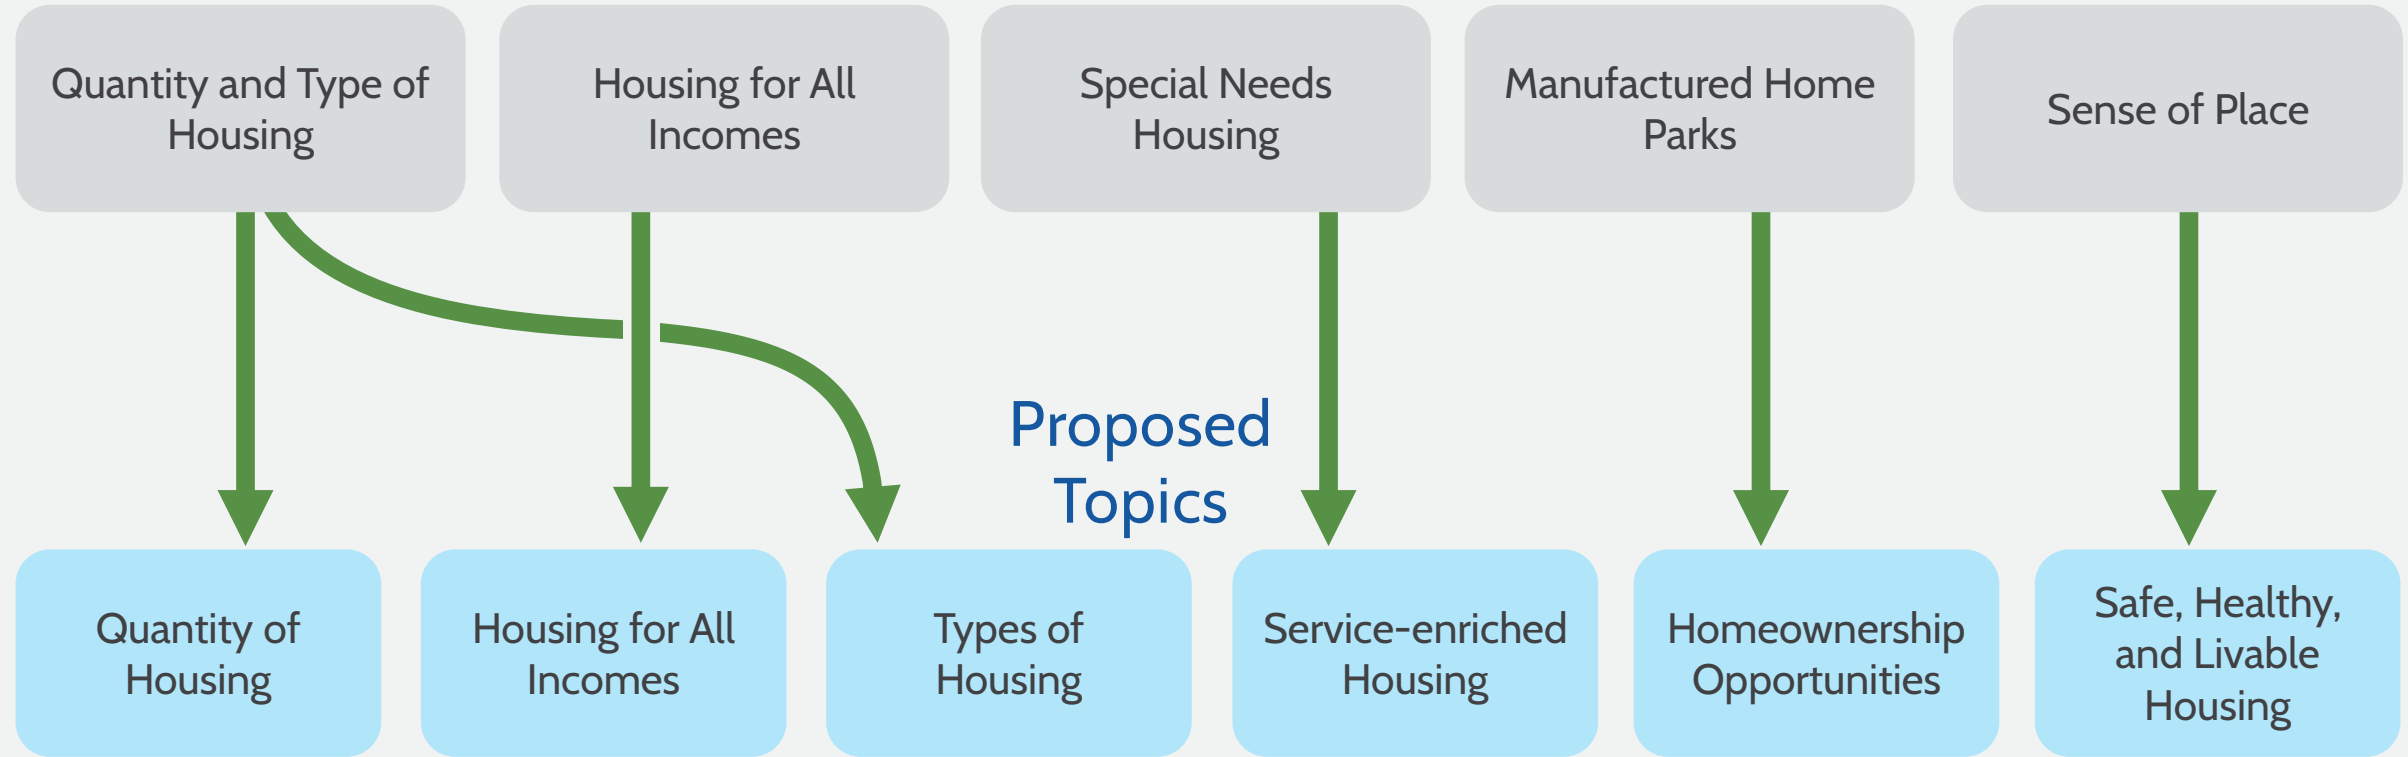 Quantity and Type of
Housing
Housing for All
Incomes
Special Needs
Housing
Manufactured Home
Parks
Sense of Place
Proposed
Topics
Quantity of
Housing
Housing for All
Incomes
Types of
Housing
Service-enriched
Housing
Homeownership
Opportunities
Safe, Healthy,
and Livable
Housing